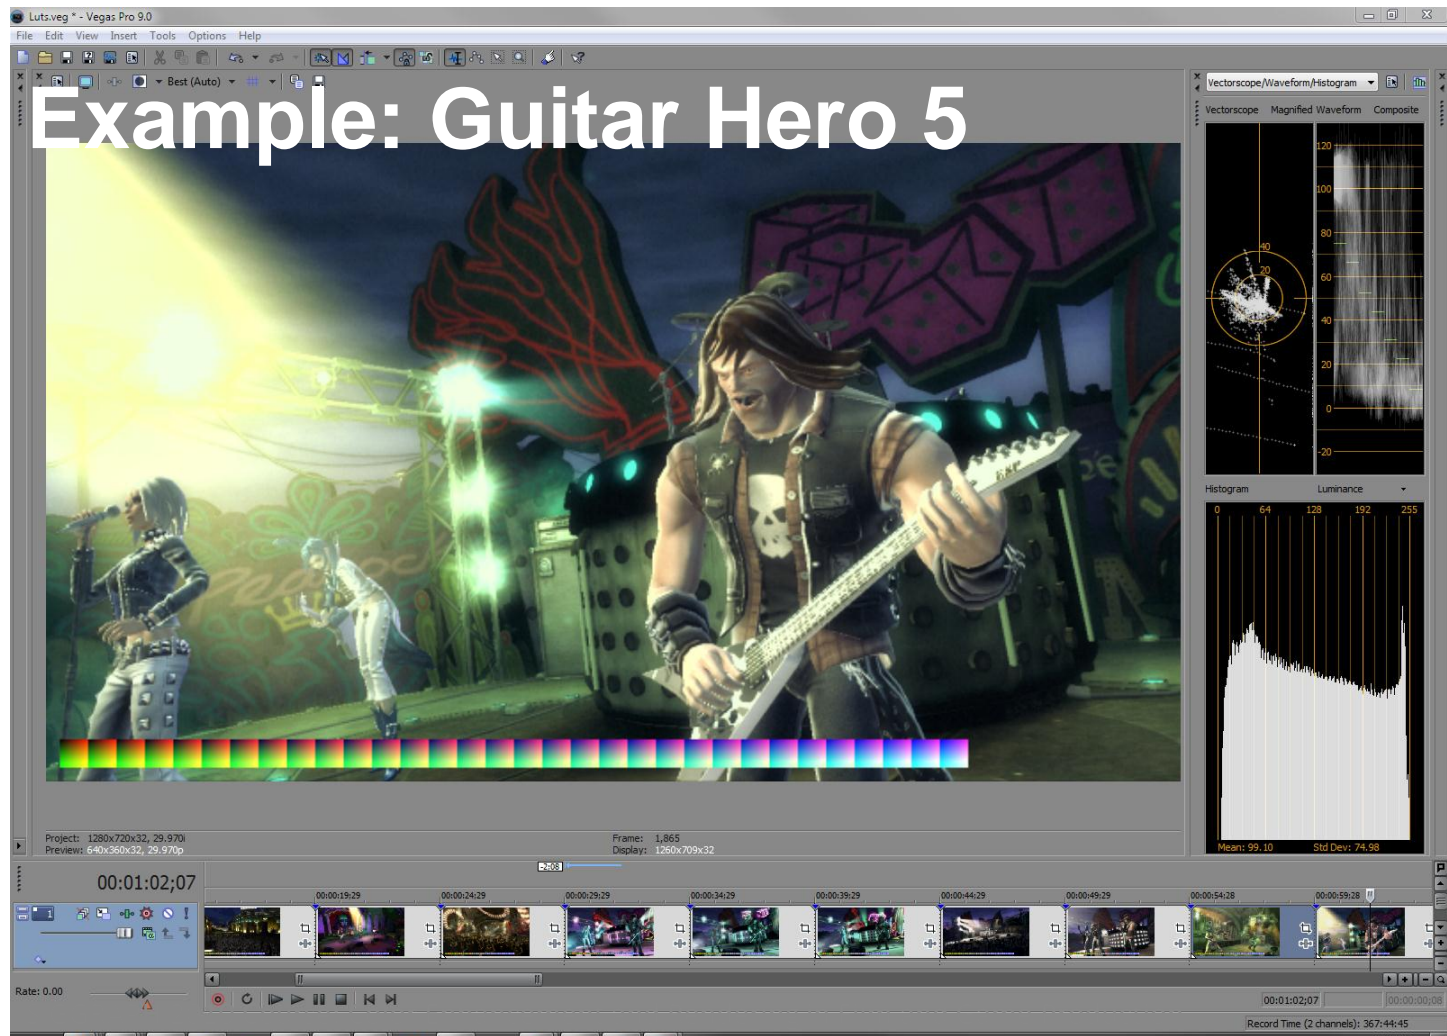 Luts.veg * - Vegas Pro 9.0
File Edit View Insert Tools Options Help
Best (Auto)
Example: Guitar Hero 5
Vectorscope/Waveform/Histogram
Vectorscope Magnified Waveform Composite
40
20
120
100
80
60
40
20
0
-20
Histogram Luminance
0 64 128 192 255
Mean: 99.10 Std Dev: 74.98
Project: 1280x720x32, 29.970i
Preview: 640x360x32, 29.970p
Frame: 1,865
Display: 1260x709x32
-2:08
00:01:02;07
00:00:19;29 00:00:24;29 00:00:29;29 00:00:34;29 00:00:39;29 00:00:44;29 00:00:49;29 00:00:54;28 00:00:59;28
1
Rate: 0.00
00:01:02;07 00:00:00;08
Record Time (2 channels): 367:44:45